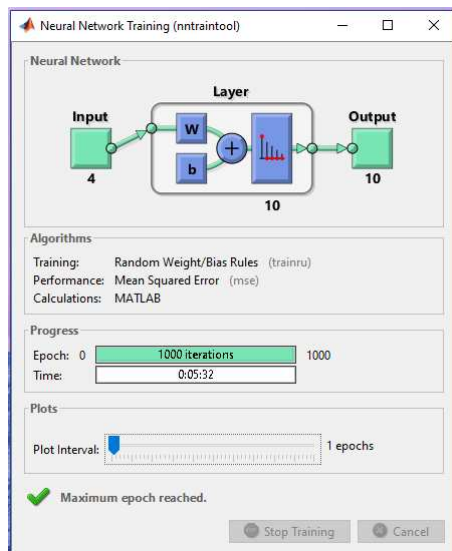 Neural Network Training (nntraintool)
Neural Network
Layer
Input
Output
W
b
+
4
10
10
Algorithms
Training: Random Weight/Bias Rules (trainru)
Performance: Mean Squared Error (mse)
Calculations: MATLAB
Progress
Epoch: 0 1000 iterations 1000
Time: 0:05:32
Plots
Plot Interval: 1 epochs
Maximum epoch reached.
Stop Training Cancel